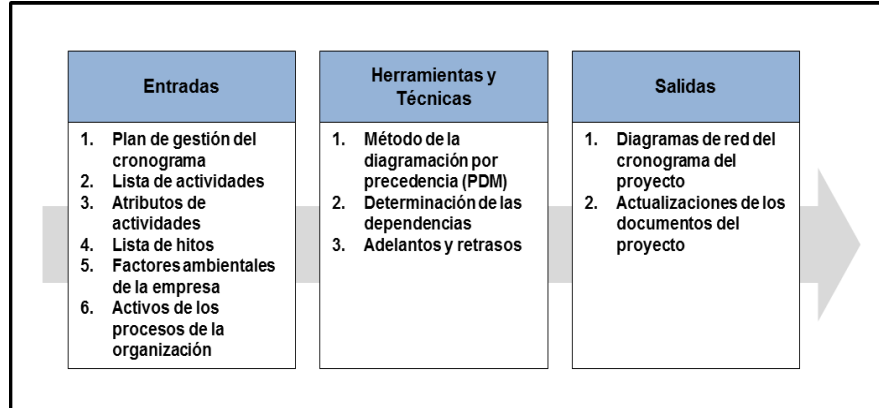 Entradas
1. Plan de gestión del
cronograma
2. Lista de actividades
3. Atributos de
actividades
4. Lista de hitos
5. Factores ambientales
de la empresa
6. Activos de los
procesos de la
organización
Herramientas y
Técnicas
1. Método de la
diagramación por
precedencia (PDM)
2. Determinación de las
dependencias
3. Adelantos y retrasos
Salidas
1. Diagramas de red del
cronograma del
proyecto
2. Actualizaciones de los
documentos del
proyecto